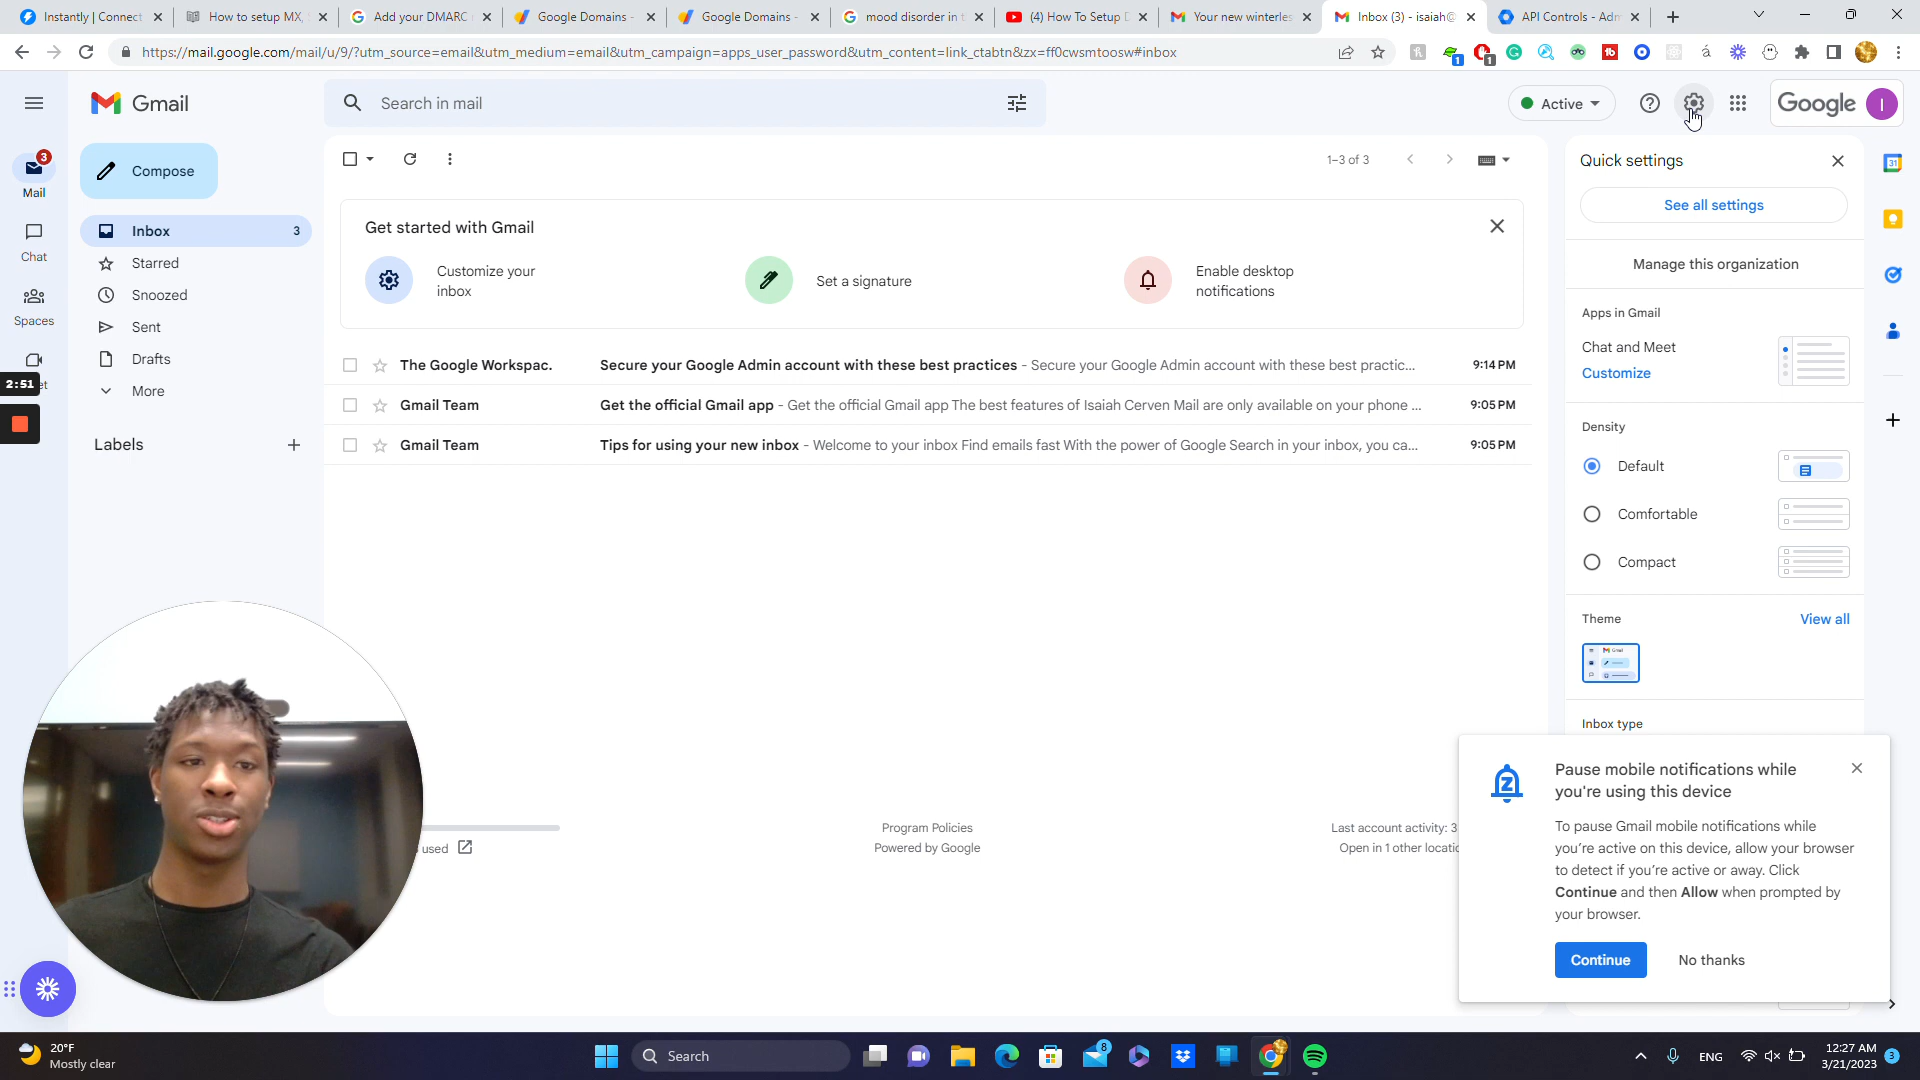 Instantly | Connect
How to setup MX,
Add your DMARC
Google Domains -
Google Domains -
mood disorder in
(4) How To Setup D
Your new winterles
Inbox (3) - isaiah@
API Controls - Adm
https://mail.google.com/mail/u/9/?utm_source=email&utm_medium=email&utm_campaign=apps_user_password&utm_content=link_ctabtn&zx=ff0cwsmtoosw#inbox
1
1
Gmail
Search in mail
Active
Google
I
3
Mail
Chat
Spaces
et
2:51
Compose
Inbox 3
Starred
Snoozed
Sent
Drafts
More
Labels
1–3 of 3
Get started with Gmail
Customize your
inbox
Set a signature
Enable desktop
notifications
The Google Workspac. Secure your Google Admin account with these best practices - Secure your Google Admin account with these best practic... 9:14 PM
Gmail Team Get the official Gmail app - Get the official Gmail app The best features of Isaiah Cerven Mail are only available on your phone ... 9:05 PM
Gmail Team Tips for using your new inbox - Welcome to your inbox Find emails fast With the power of Google Search in your inbox, you ca... 9:05 PM
used
Program Policies
Powered by Google
Last account activity: 3
Open in 1 other locatio
Quick settings
See all settings
Manage this organization
Apps in Gmail
Chat and Meet
Customize
Density
Default
Comfortable
Compact
Theme
View all
Gmail
Inbox type
31
Pause mobile notifications while
you're using this device
To pause Gmail mobile notifications while
you're active on this device, allow your browser
to detect if you're active or away. Click
Continue and then Allow when prompted by
your browser.
Continue
No thanks
20°F
Mostly clear
Search
8
ENG
12:27 AM
3/21/2023
3